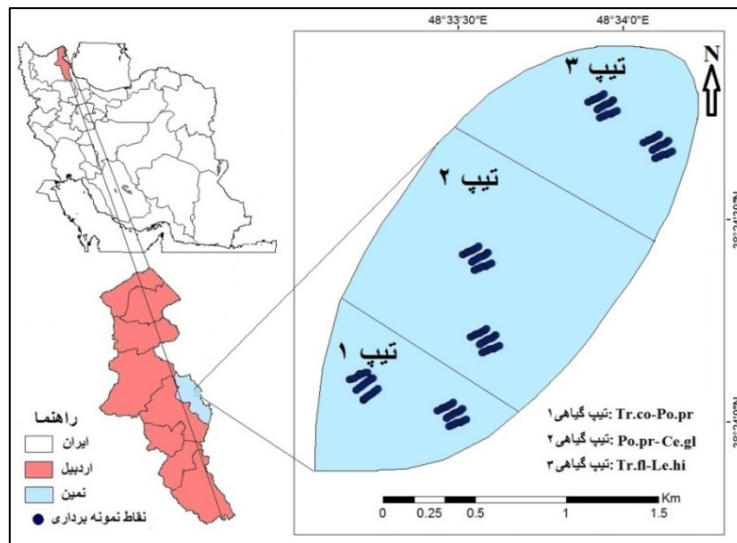 48°33'30"E
48°34'0"E
N
تیپ ۳
تیپ ۲
تیپ ۱
تیپ گیاهی۱: Tr.co-Po.pr
تیپ گیاهی ۲: Po.pr- Ce.gl
تیپ گیاهی ۳: Tr.fl-Le.hi
Km
0 0.25 0.5 1 1.5
راهنما
ایران
اردبیل
نمین
نقاط نمونه برداری